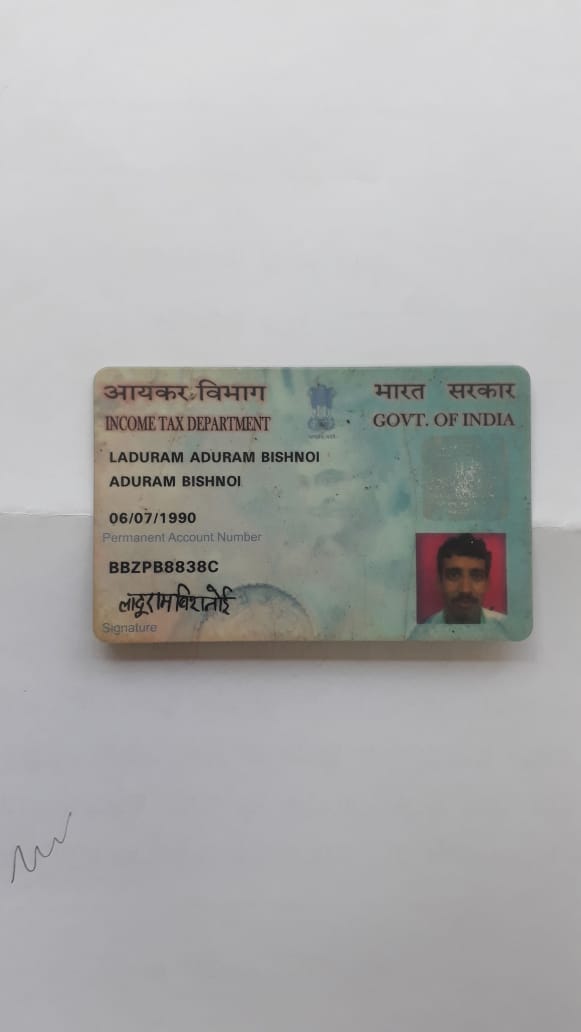 आयकर विभाग
भारत सरकार
INCOME TAX DEPARTMENT
GOVT. OF INDIA
LADURAM ADURAM BISHNOI
ADURAM BISHNOI
06/07/1990
Permanent Account Number
BBZPB8838C
लादूराम बिशनोई
Signature